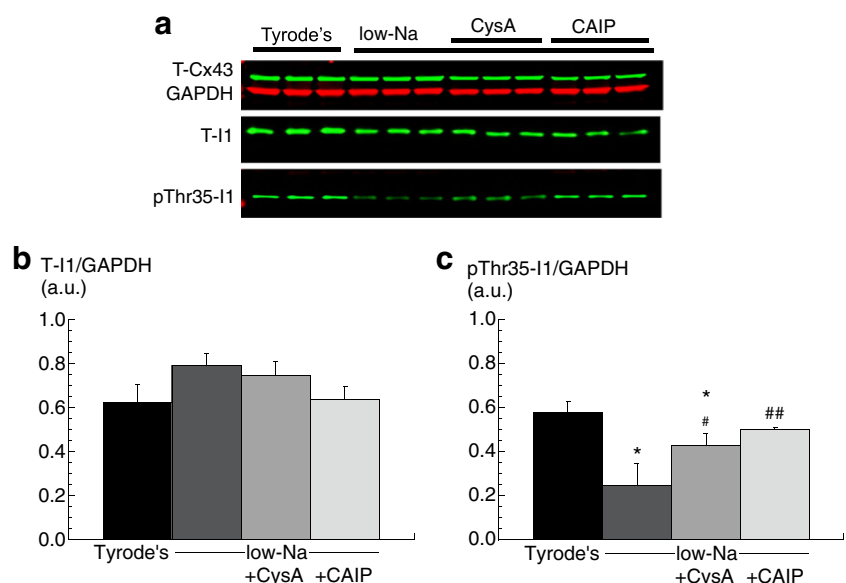 a
Tyrode's low-Na CysA CAIP
T-Cx43
GAPDH
T-I1
pThr35-I1
b T-I1/GAPDH
(a.u.)
1.0
0.8
0.6
0.4
0.2
0.0
Tyrode's low-Na
+CysA +CAIP
c pThr35-I1/GAPDH
(a.u.)
1.0
0.8
0.6
0.4
0.2
0.0
*
*
#
##
Tyrode's low-Na
+CysA +CAIP